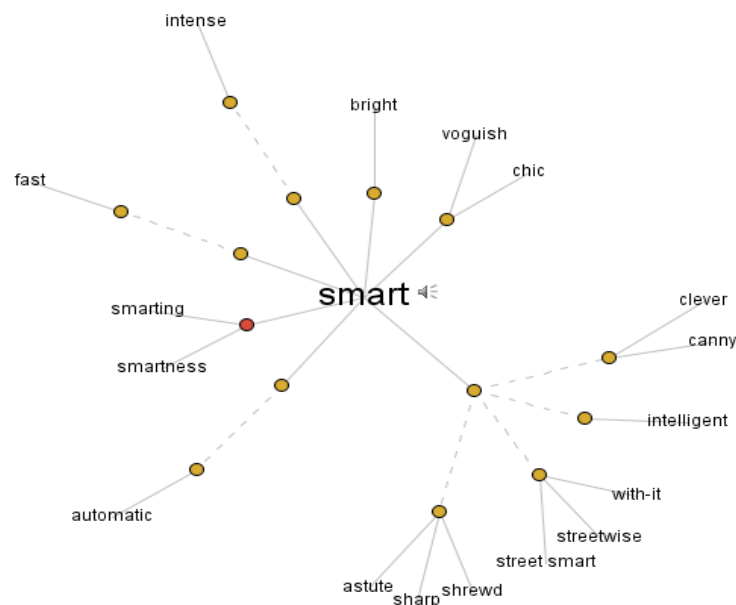 intense
bright
voguish
chic
fast
smart
smarting
smartness
clever
canny
intelligent
with-it
streetwise
street smart
automatic
astute
sharp
shrewd